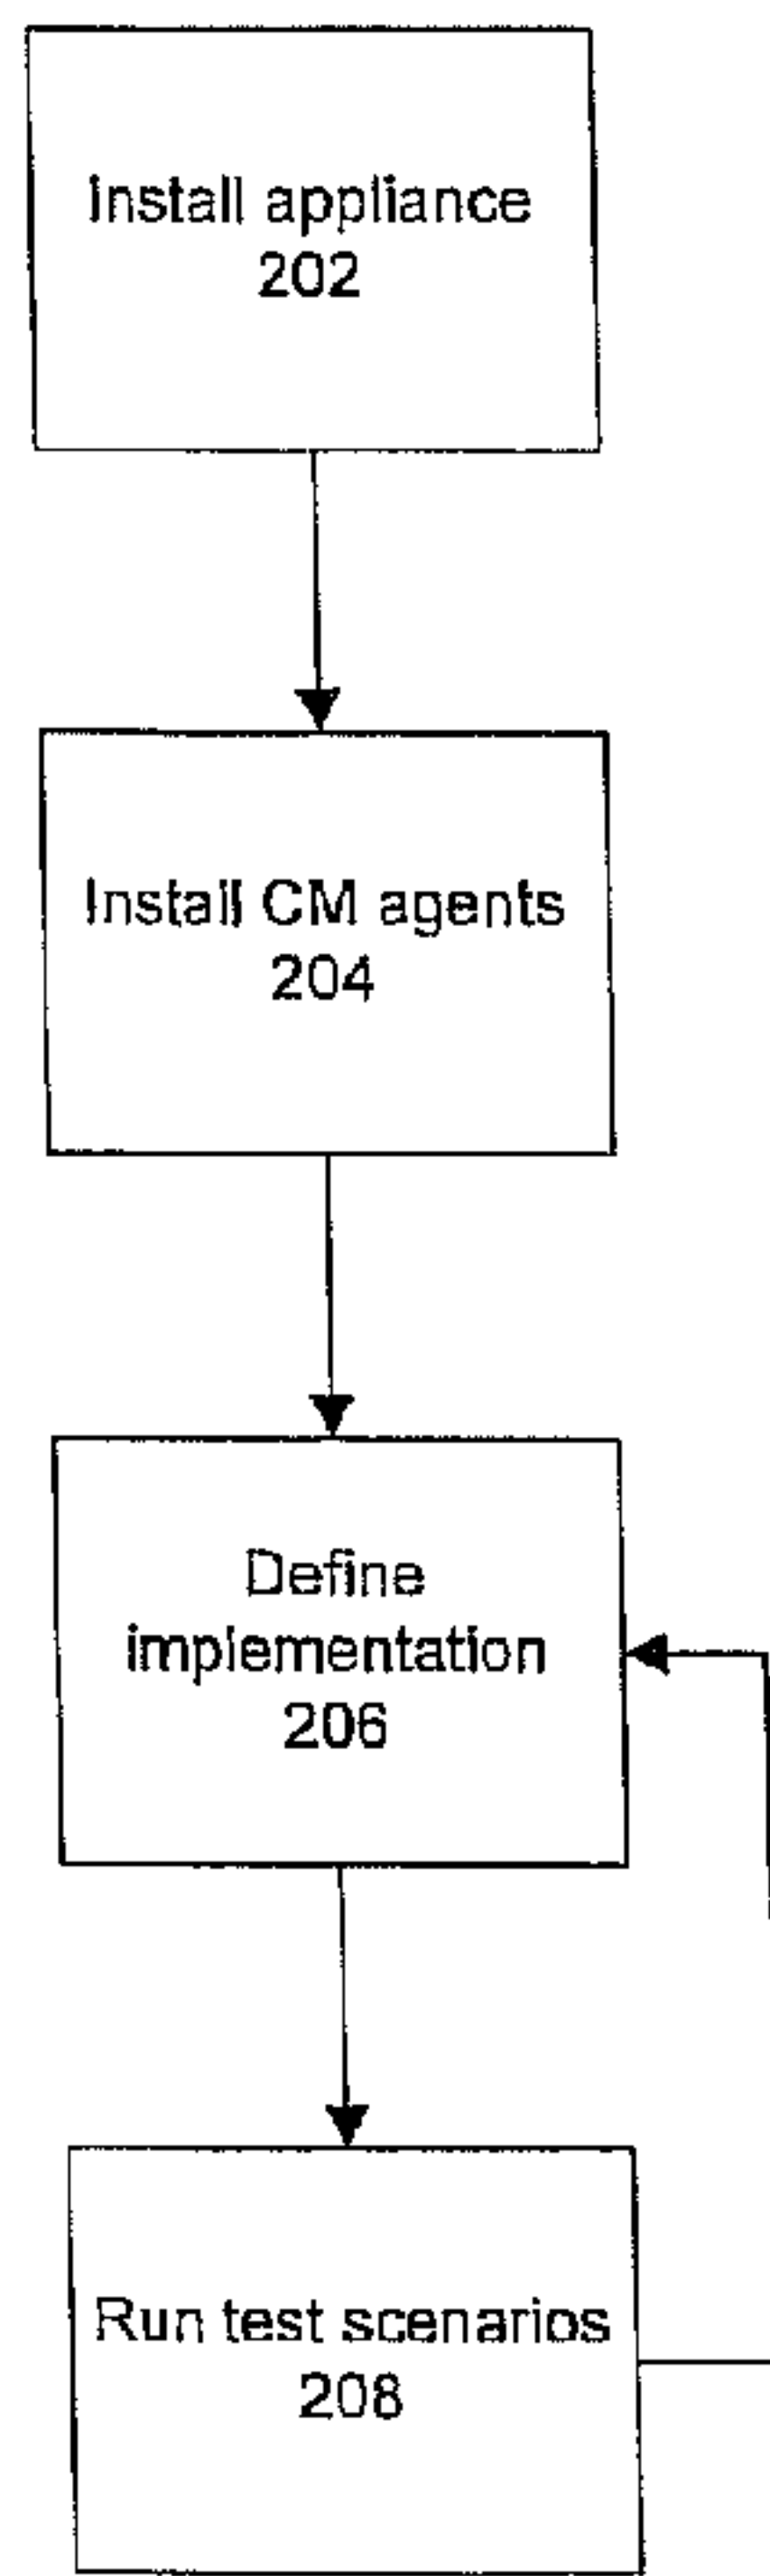 Install appliance
202
Install CM agents
204
Define
implementation
206
Run test scenarios
208